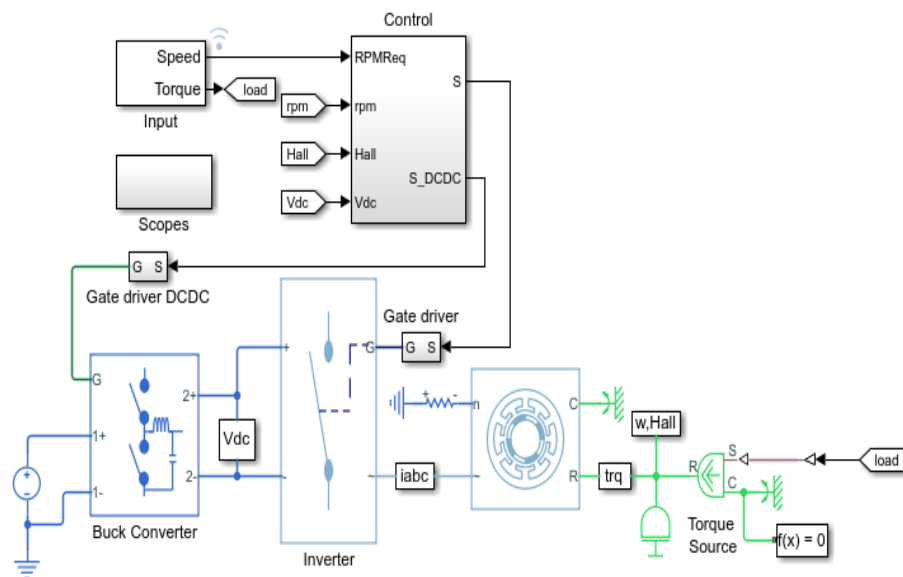 Control
Speed
Torque
load
Input
RPMReq
rpm
rpm
S
Hall
Hall
S_DCDC
Vdc
Vdc
Scopes
G S
Gate driver DCDC
Gate driver
G S
G
+
G
2+
Vdc
2-
-
~
1+
1-
Buck Converter
Inverter
iabc
+ -
n
C
~
R
trq
w,Hall
R
S
C
load
Torque
Source
f(x) = 0